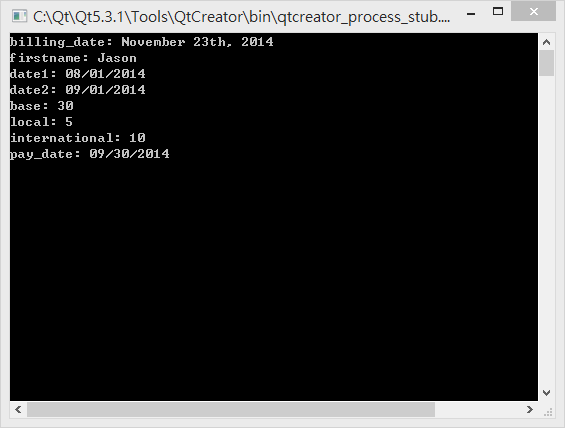 C:\Qt\Qt5.3.1\Tools\QtCreator\bin\qtcreator_process_stub....
billing_date: November 23th, 2014
firstname: Jason
date1: 08/01/2014
date2: 09/01/2014
base: 30
local: 5
international: 10
pay_date: 09/30/2014